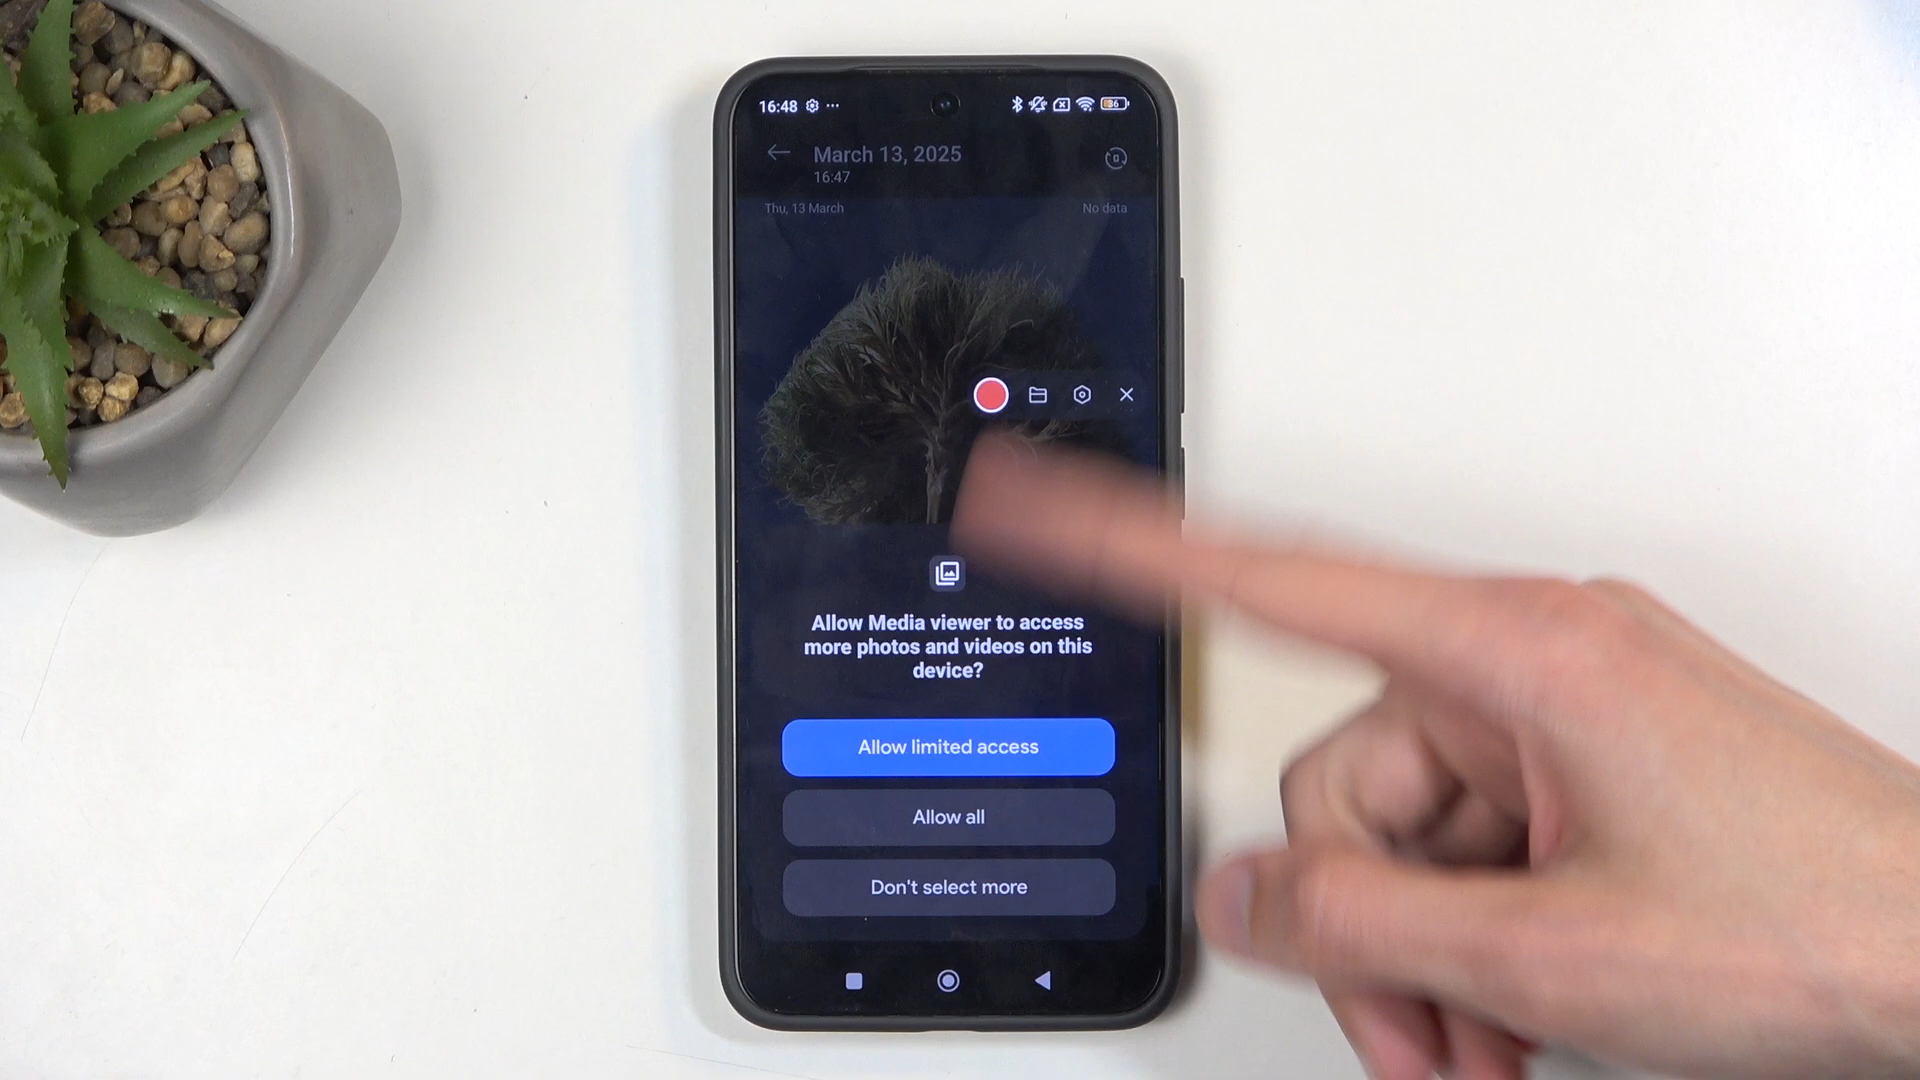 16:48
36
March 13, 2025
16:47
Thu, 13 March
No data
Allow Media viewer to access
more photos and videos on this
device?
Allow limited access
Allow all
Don't select more